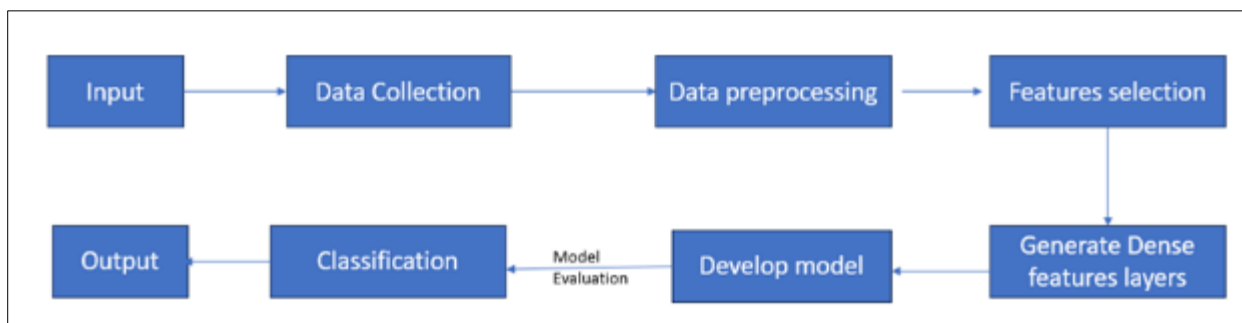 Input
Data Collection
Data preprocessing
Features selection
Generate Dense
features layers
Develop model
Model
Evaluation
Classification
Output